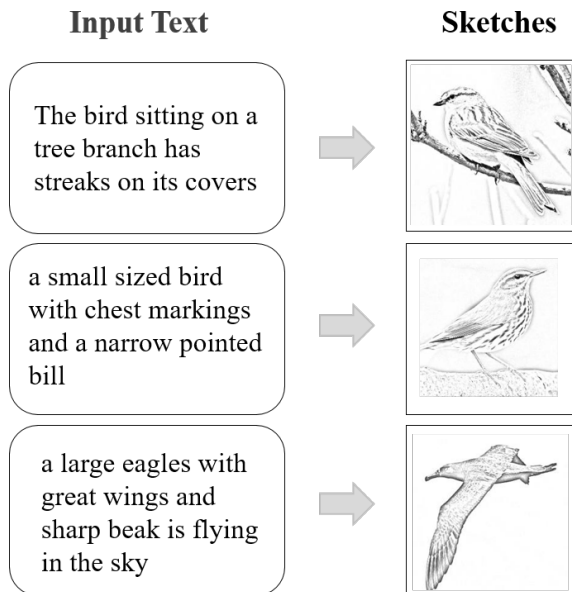 Input Text
Sketches
The bird sitting on a
tree branch has
streaks on its covers
a small sized bird
with chest markings
and a narrow pointed
bill
a large eagles with
great wings and
sharp beak is flying
in the sky